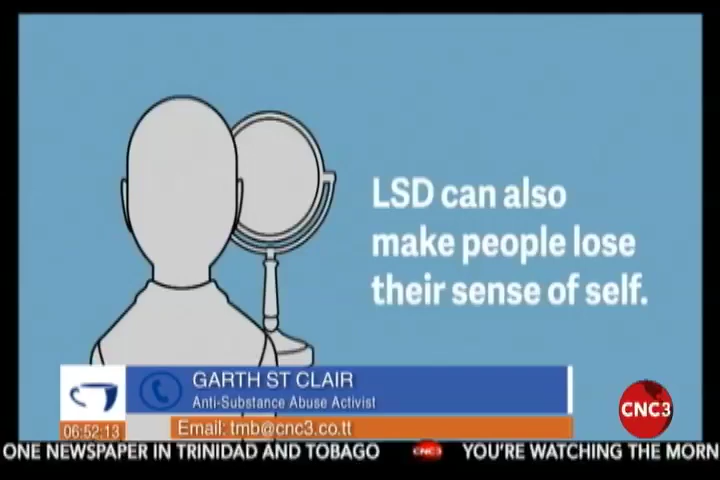 LSD can also
make people lose
their sense of self.
GARTH ST CLAIR
Anti-Substance Abuse Activist
06:52:13
Email: tmb@cnc3.co.tt
CNC3
ONE NEWSPAPER IN TRINIDAD AND TOBAGO CNC3 YOU'RE WATCHING THE MORN